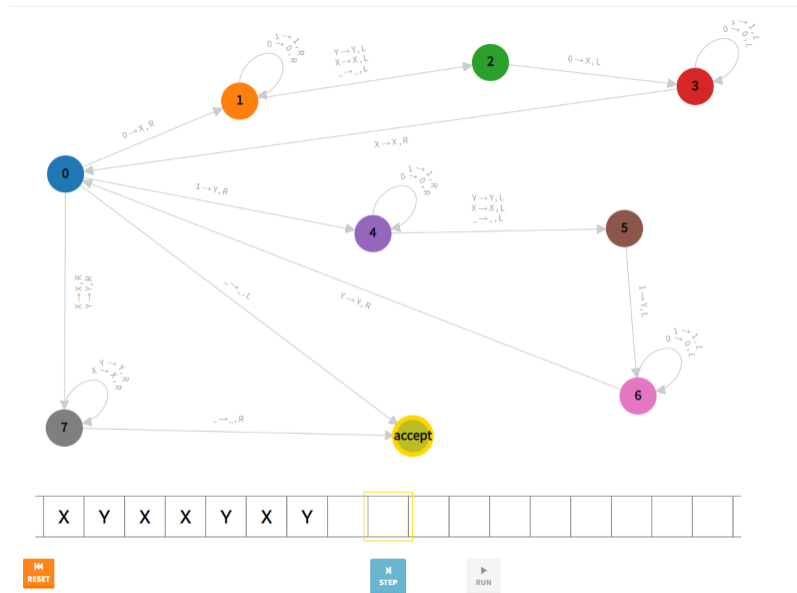 1→1,R
0→0,R
Y→Y,L
X→X,L
_→_,L
2
0→X,L
1→1,L
0→0,L
3
1
0→X,R
X→X,R
0
1→Y,R
1→1,R
0→0,R
4
Y→Y,L
X→X,L
_→_,L
5
X→X,R
Y→Y,R
_→_,L
Y→Y,R
1→Y,L
1→1,L
0→0,L
6
Y→Y,R
X→X,R
7
_→_,R
accept
X Y X X Y X Y
RESET
STEP
RUN